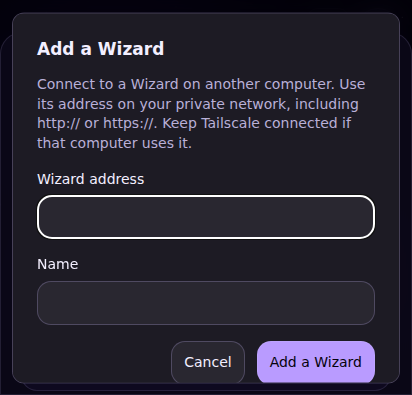 Add a Wizard
Connect to a Wizard on another computer. Use
its address on your private network, including
http:// or https://. Keep Tailscale connected if
that computer uses it.
Wizard address
Name
Cancel
Add a Wizard